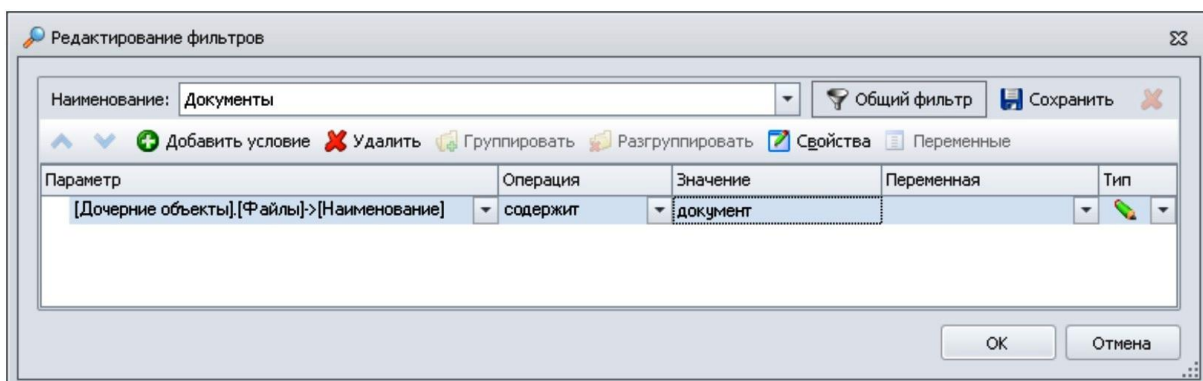 Редактирование фильтров
Наименование: Документы Общий фильтр Сохранить
Добавить условие Удалить Группировать Разгруппировать Свойства Переменные
Параметр Операция Значение Переменная Тип
[Дочерние объекты].[Файлы]->[Наименование] содержит документ
OK Отмена